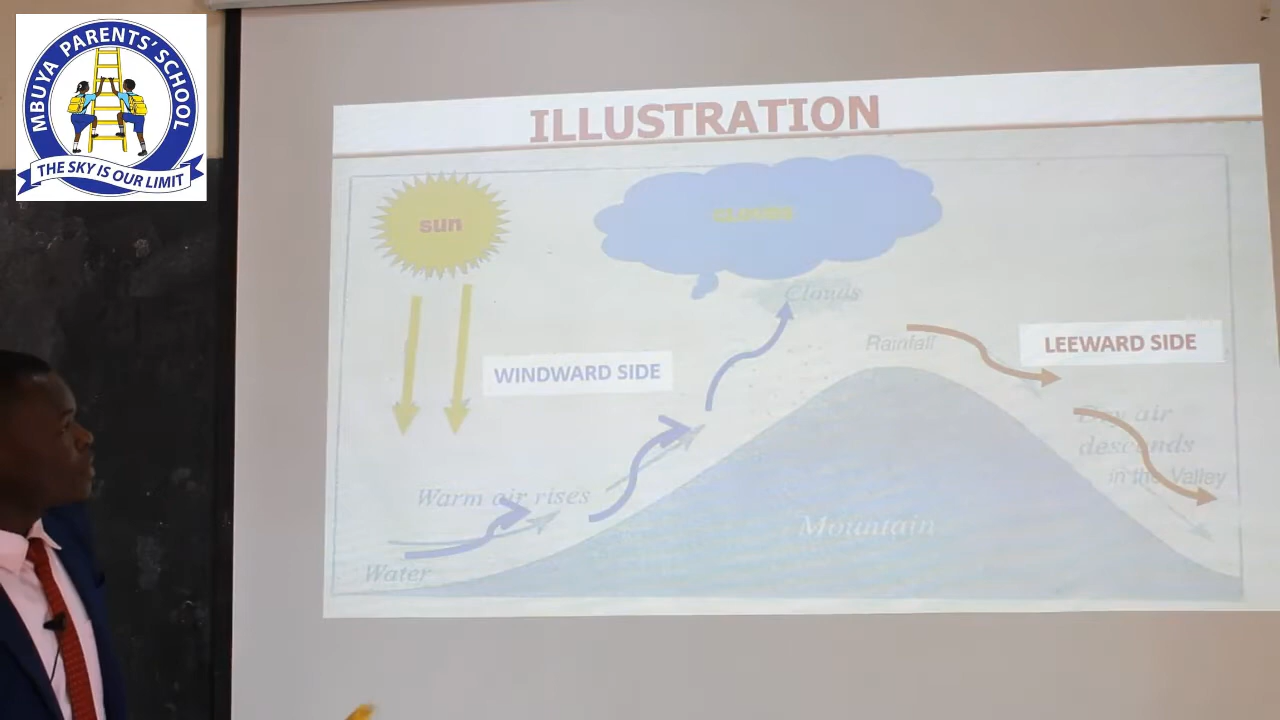 MBUYA PARENTS' SCHOOL
THE SKY IS OUR LIMIT
ILLUSTRATION
sun
CLOUDS
Clouds
Rainfall
LEEWARD SIDE
WINDWARD SIDE
Dry air
descends
in the Valley
Warm air rises
Mountain
Water